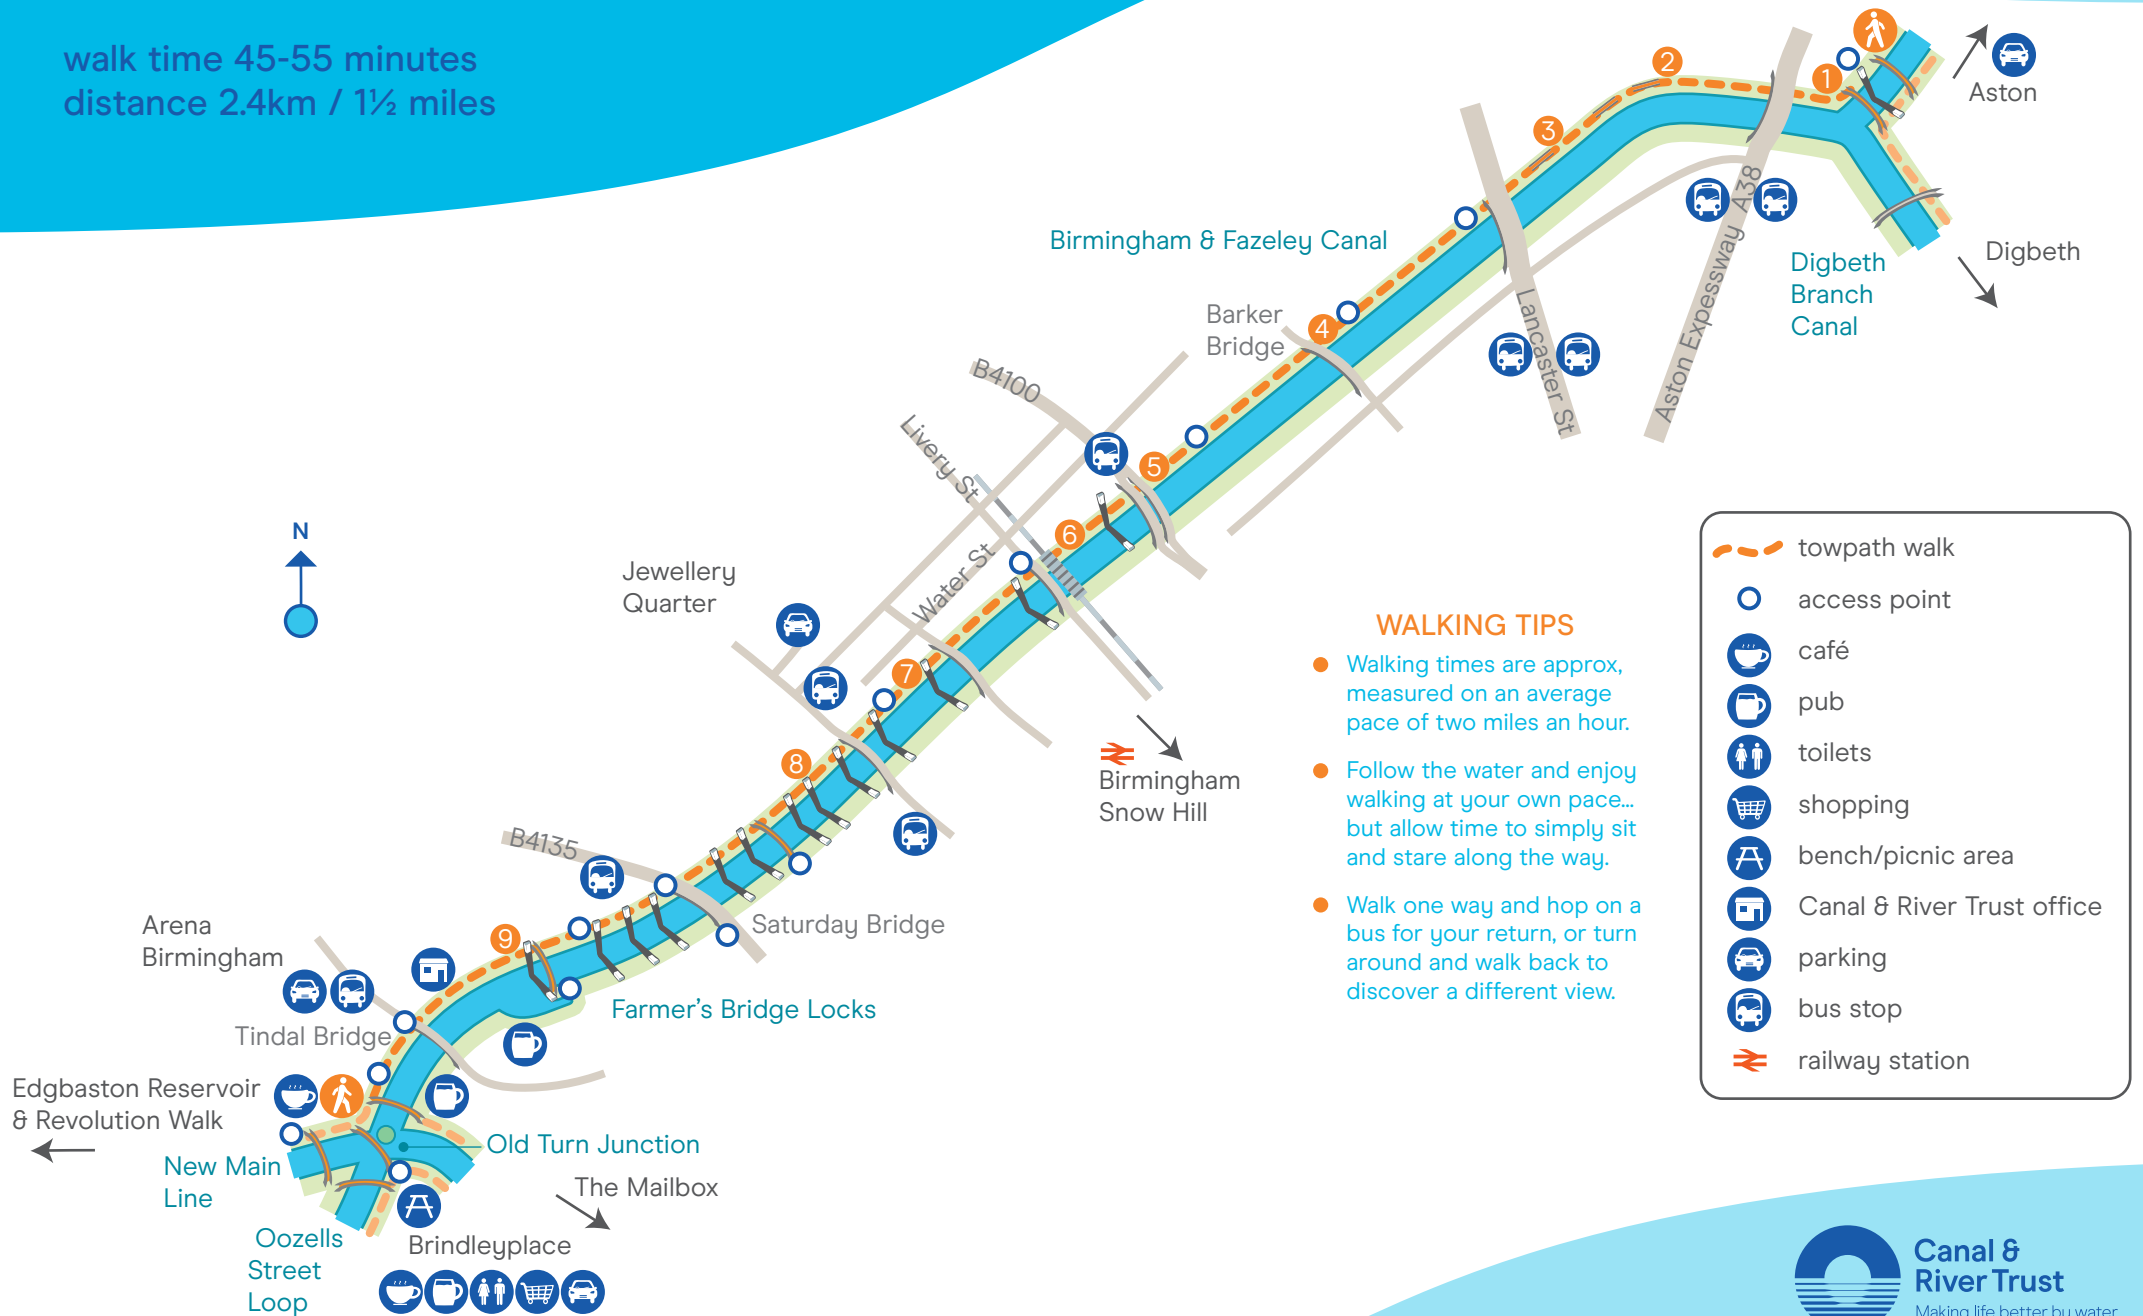 walk time 45-55 minutes
distance 2.4km / 1½ miles
1
2
3
Aston
Digbeth
Digbeth
Branch
Canal
Aston Expessway A38
Lancaster St
Birmingham & Fazeley Canal
Barker
Bridge
4
B4100
5
Livery St
6
Water St
N
Jewellery
Quarter
7
8
Birmingham
Snow Hill
B4135
Saturday Bridge
9
Farmer's Bridge Locks
Arena
Birmingham
Tindal Bridge
Edgbaston Reservoir
& Revolution Walk
New Main
Line
Old Turn Junction
The Mailbox
Oozells
Street
Loop
Brindleyplace
WALKING TIPS
Walking times are approx,
measured on an average
pace of two miles an hour.
Follow the water and enjoy
walking at your own pace...
but allow time to simply sit
and stare along the way.
Walk one way and hop on a
bus for your return, or turn
around and walk back to
discover a different view.
towpath walk
access point
café
pub
toilets
shopping
bench/picnic area
Canal & River Trust office
parking
bus stop
railway station
Canal &
River Trust
Making life better by water